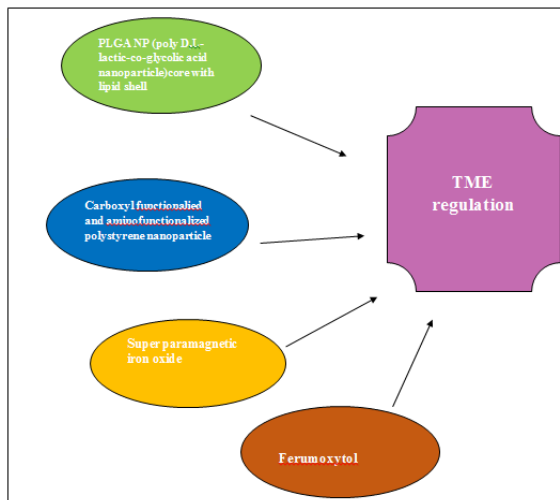 PLGA NP (poly D.L-
lactic-co-glycolic acid
nanoparticle)core with
lipid shell
TME
regulation
Carboxyl functionalied
and aminofunctionalized
polystyrene nanoparticle
Super paramagnetic
iron oxide
Ferumoxytol